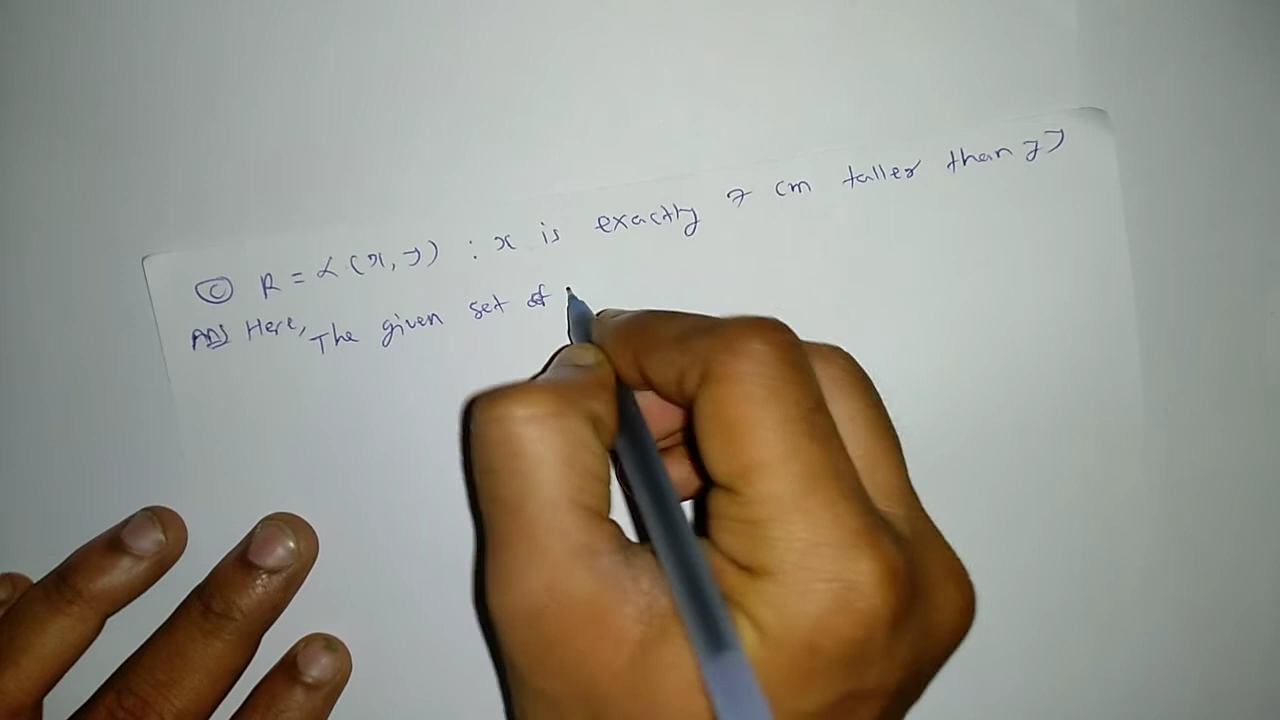 (c) R = {(x, y) : x is exactly 7 cm taller than y}
Ans Here, The given set of